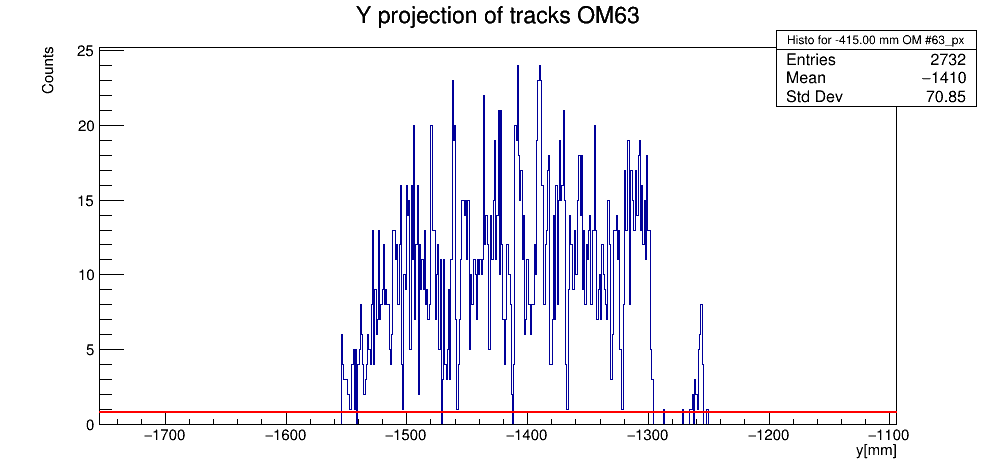 Y projection of tracks OM63
Histo for -415.00 mm OM #63_px
Entries 2732
Mean −1410
Std Dev 70.85
Counts
25
20
15
10
5
0
−1700 −1600 −1500 −1400 −1300 −1200 −1100
y[mm]